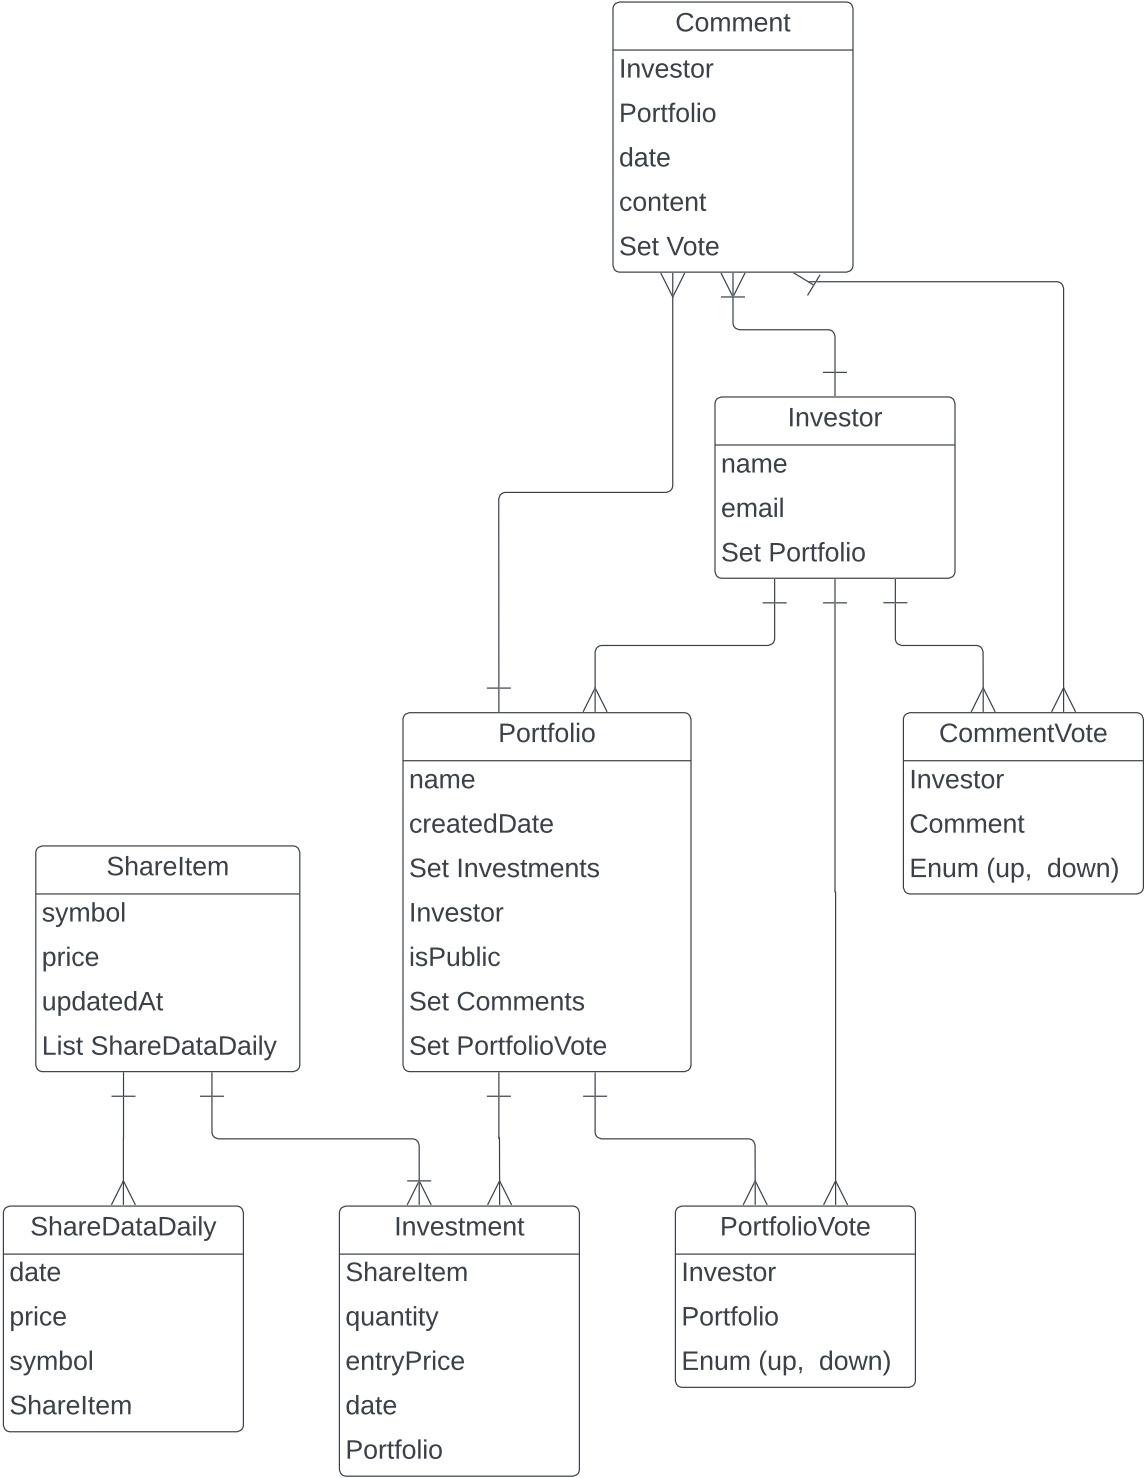 Comment
Investor
Portfolio
date
content
Set Vote
Investor
name
email
Set Portfolio
Portfolio
name
createdDate
Set Investments
Investor
isPublic
Set Comments
Set PortfolioVote
CommentVote
Investor
Comment
Enum (up,  down)
ShareItem
symbol
price
updatedAt
List ShareDataDaily
ShareDataDaily
date
price
symbol
ShareItem
Investment
ShareItem
quantity
entryPrice
date
Portfolio
PortfolioVote
Investor
Portfolio
Enum (up,  down)